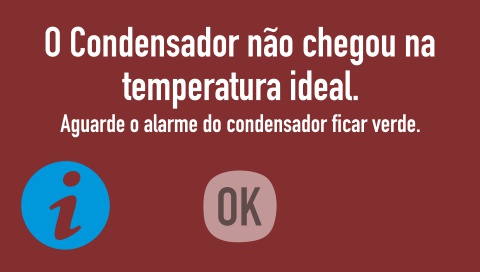 O Condensador não chegou na
temperatura ideal.
Aguarde o alarme do condensador ficar verde.
i
OK